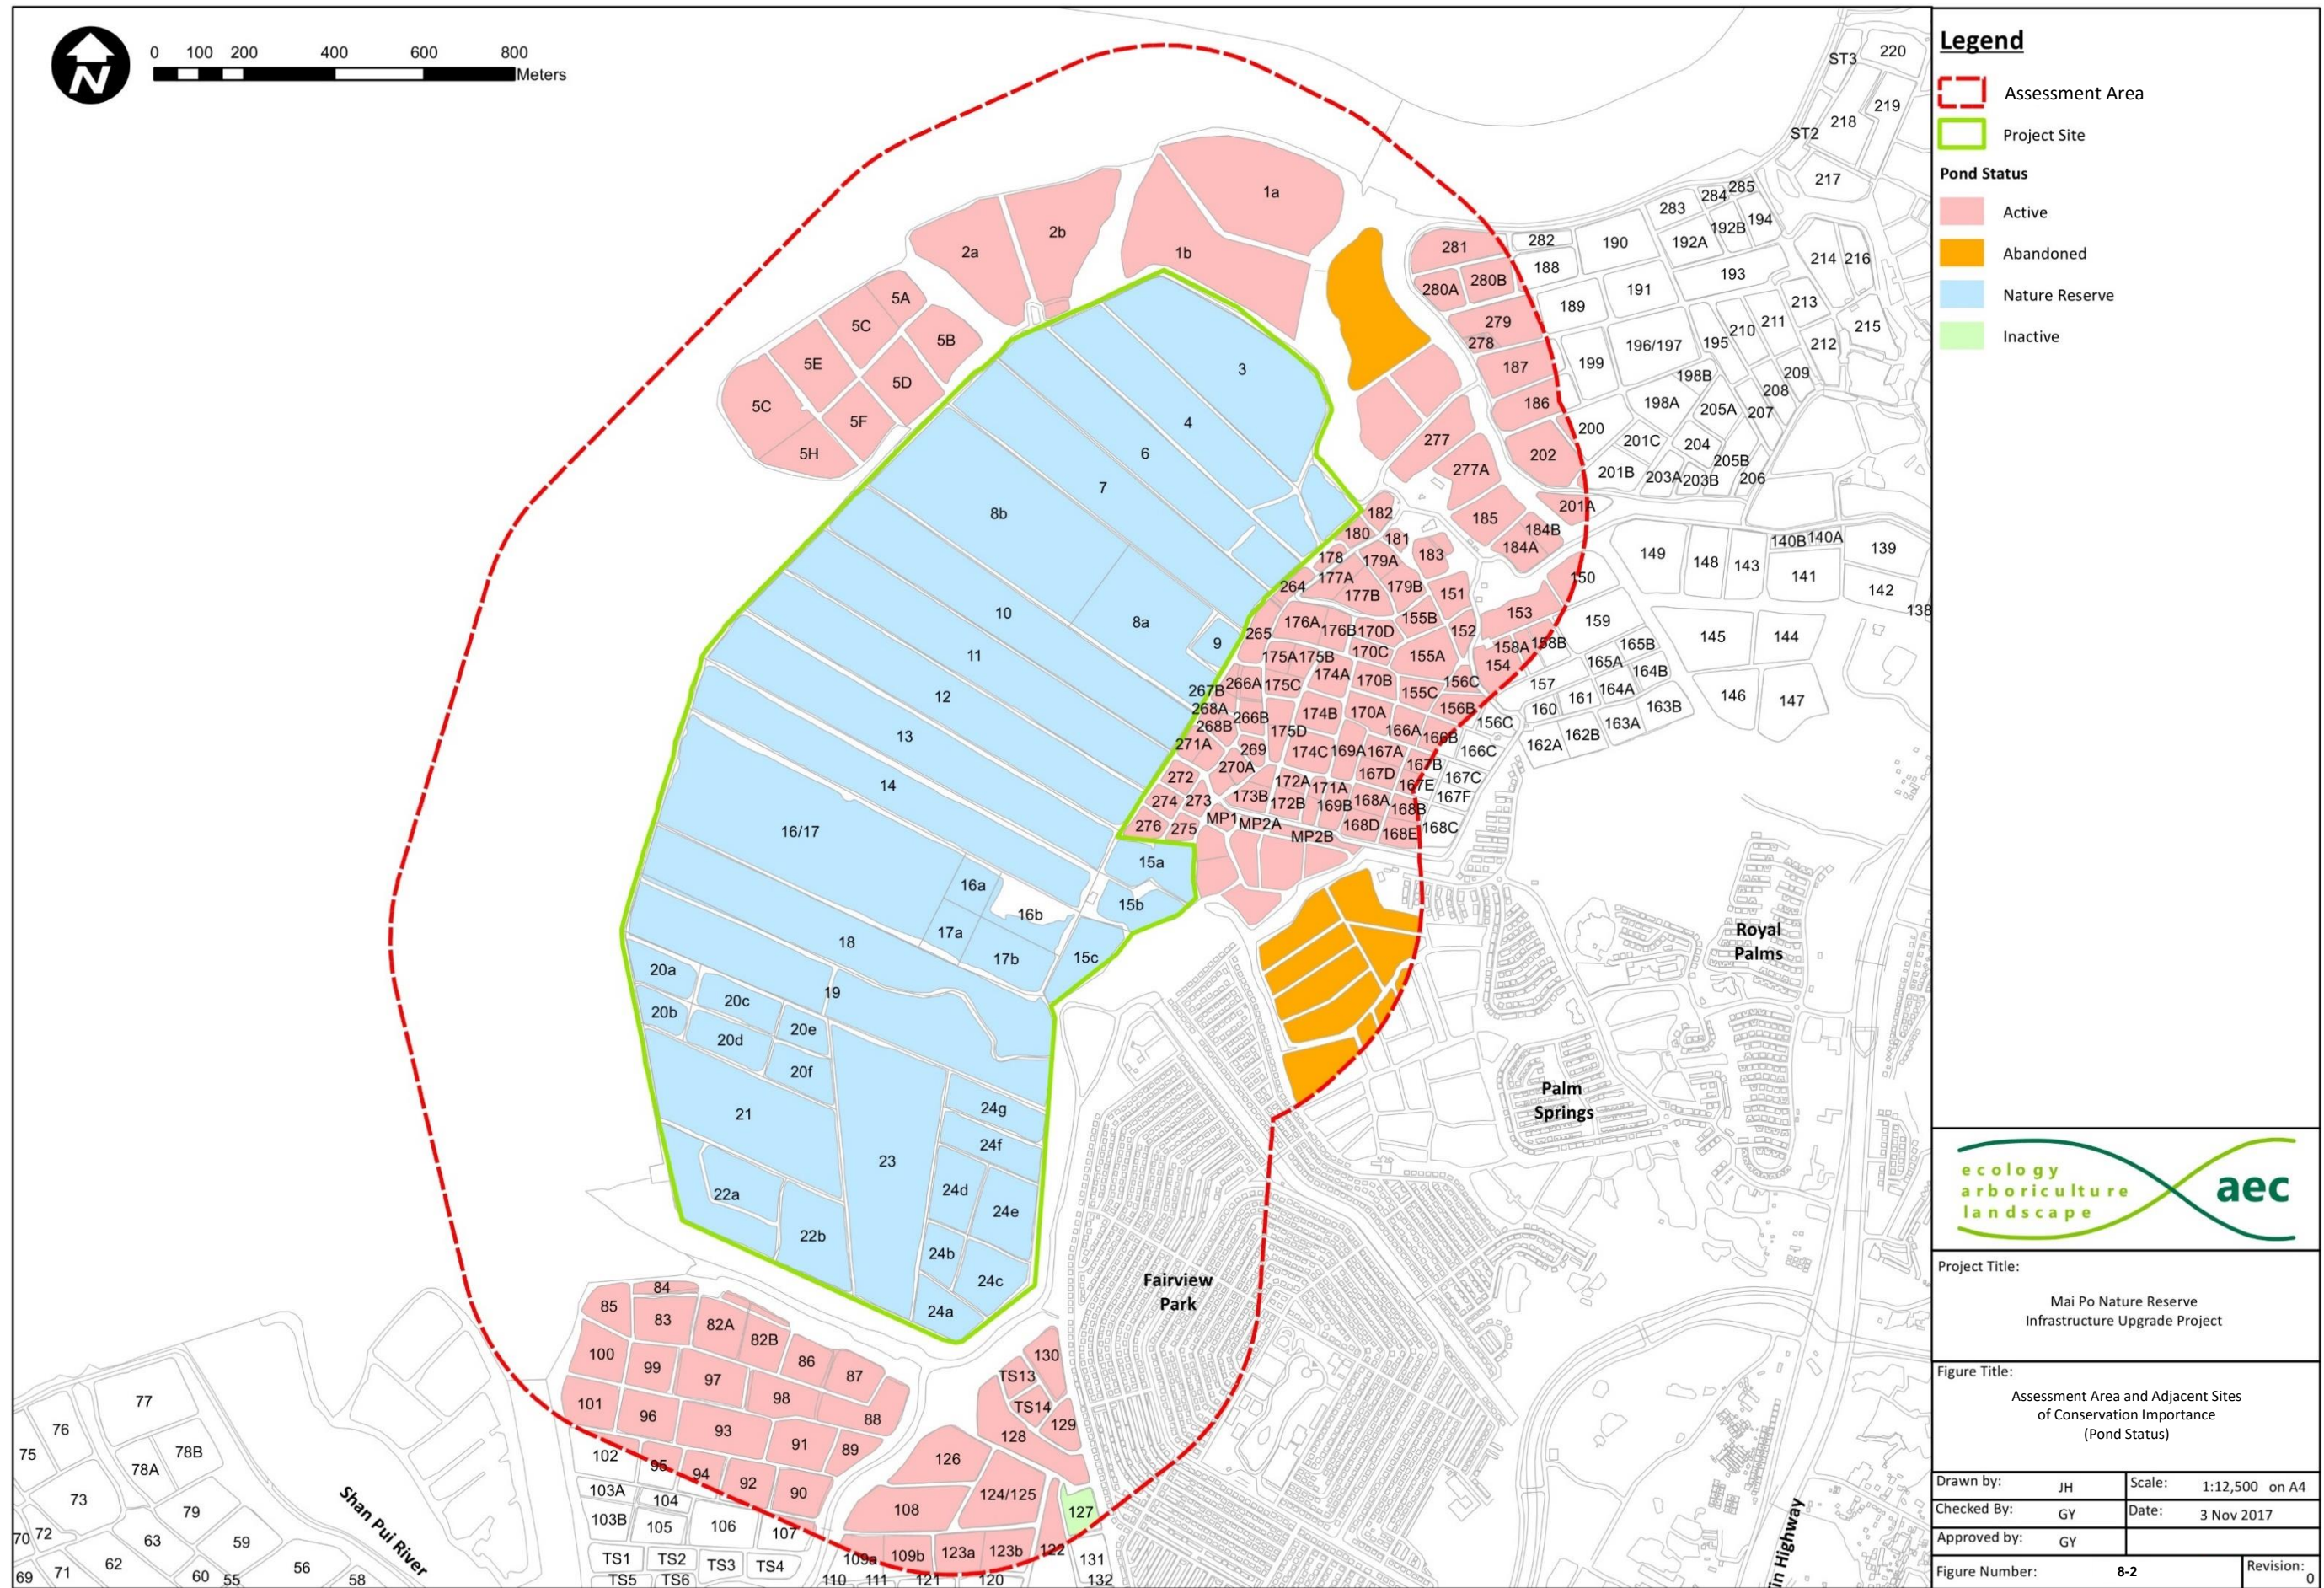 0 100 200 400 600 800
Meters
N
ST3 220
219
218
ST2
217
1a
2b
2a
1b
285
284
283
194
192B
192A
281
282
190
188
214 216
193
280B
280A
191
213
189
5A
5C
279
211
210
215
5B
278
195
212
196/197
5E
187
199
198B
209
208
3
5D
5C
186
198A
205A 207
5F
4
200
277
201C
204
5H
6
202
205B
277A
201B
203A 203B 206
7
201A
8b
182
185
180 181
184B
184A
183
178
179A
149
148 143
140B 140A
139
141
142
138
264
177A
177B
179B
151
150
10
8a
176A
176B 170D
155B
153
159
265
152
9
11
175A 175B
170C
155A
158A 158B
154
165B
165A
164B
145
144
174A
170B
156C
266A 175C
267B
155C
157
164A
161
160
12
146
147
268A
266B
268B
174B
170A
156B
156C
163B
163A
162B
162A
13
271A
269
175D
166A
166B
166C
174C 169A 167A
270A
167B
14
272
167D
167C
172A 171A
167E
167F
274 273
173B 172B 169B
168A
168B
16/17
276 275
MP1 MP2A
MP2B
168D
168E
168C
15a
16a
15b
16b
17a
18
17b
15c
Royal
Palms
20a
19
20c
20b
20e
20d
20f
Palm
Springs
21
24g
24f
23
24d
22a
24e
22b
24b
24c
24a
Fairview
Park
84
85
83
82A
82B
100
99
86
87
97
98
101
96
88
93
91
89
102
95
94
92
90
103A
104
103B
105
106
107
130
TS13
TS14
129
128
126
124/125
108
127
109a
109b
123a
123b
122
131
132
TS1 TS2 TS3 TS4
TS5 TS6
110 111 121 120
77
76
75
78B
78A
73
79
72
70
63
59
62
56
71
69
60 55
58
Shan Pui River
in Highway
Legend
Assessment Area
Project Site
Pond Status
Active
Abandoned
Nature Reserve
Inactive
ecology
arboriculture
landscape
aec
Project Title:
Mai Po Nature Reserve
Infrastructure Upgrade Project
Figure Title:
Assessment Area and Adjacent Sites
of Conservation Importance
(Pond Status)
Drawn by: JH Scale: 1:12,500 on A4
Checked By: GY Date: 3 Nov 2017
Approved by: GY
Figure Number: 8-2 Revision: 0